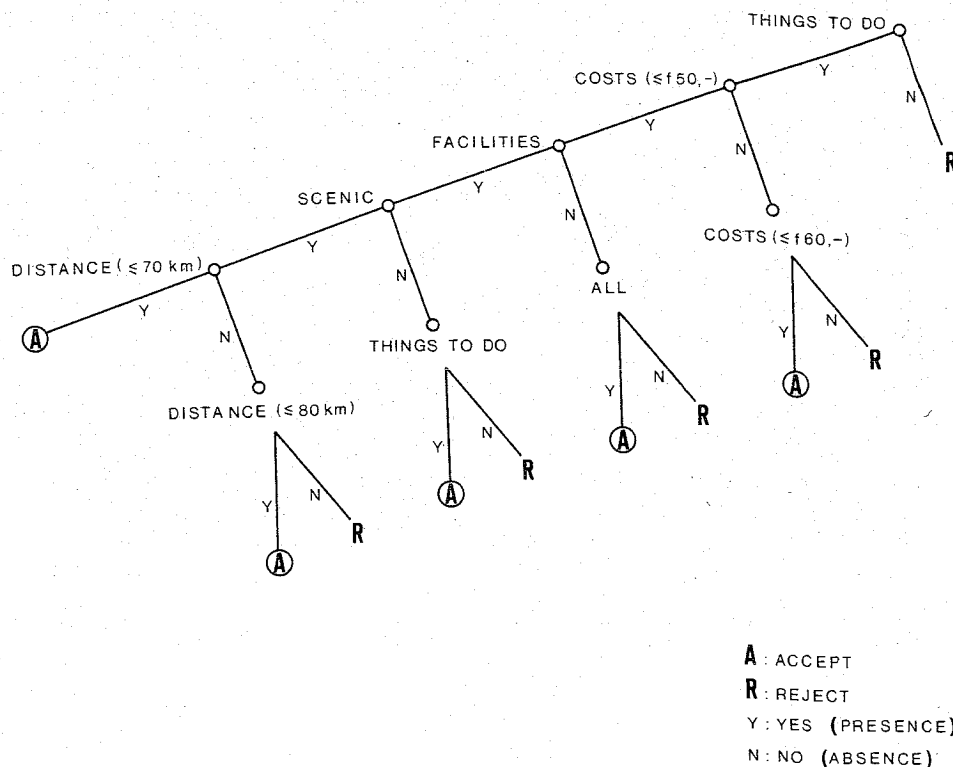 THINGS TO DO
Y
N
R
COSTS (≤f50,-)
Y
N
COSTS (≤f60,-)
Y
N
A
R
FACILITIES
Y
N
ALL
Y
N
A
R
SCENIC
Y
N
THINGS TO DO
Y
N
A
R
DISTANCE (≤70 km)
Y
N
A
DISTANCE (≤80 km)
Y
N
A
R
A : ACCEPT
R : REJECT
Y : YES (PRESENCE)
N : NO (ABSENCE)